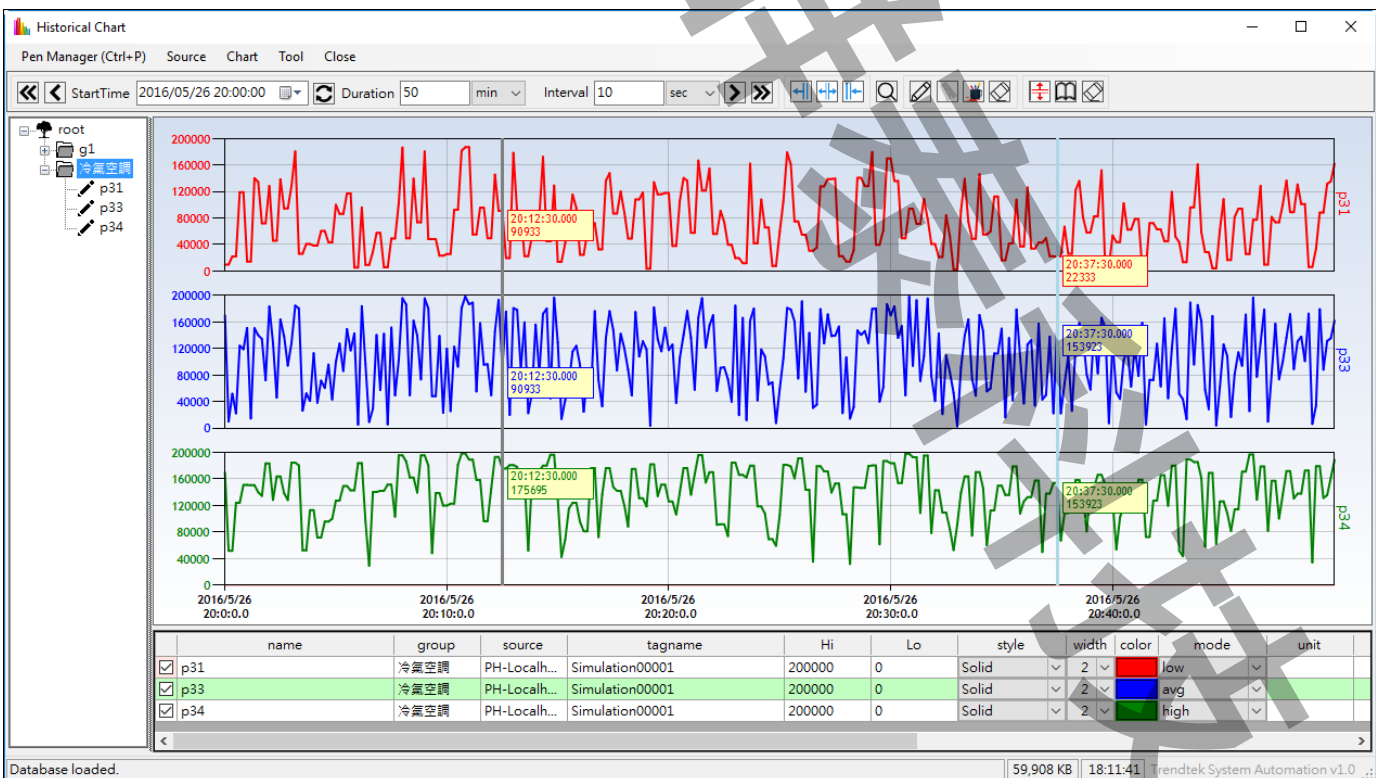 Historical Chart
Pen Manager (Ctrl+P) Source Chart Tool Close
StartTime 2016/05/26 20:00:00 Duration 50 min Interval 10 sec
root
g1
冷氣空調
p31
p33
p34
200000
160000
120000
80000
40000
0
20:12:30.000
90933
20:37:30.000
22333
p31
200000
160000
120000
80000
40000
0
20:12:30.000
90933
20:37:30.000
153923
p33
200000
160000
120000
80000
40000
0
20:12:30.000
175695
20:37:30.000
153923
p34
2016/5/26 2016/5/26 2016/5/26 2016/5/26 2016/5/26
20:0:0.0 20:10:0.0 20:20:0.0 20:30:0.0 20:40:0.0
name group source tagname Hi Lo style width color mode unit
p31 冷氣空調 PH-Localh... Simulation00001 200000 0 Solid 2 low
p33 冷氣空調 PH-Localh... Simulation00001 200000 0 Solid 2 avg
p34 冷氣空調 PH-Localh... Simulation00001 200000 0 Solid 2 high
Database loaded. 59,908 KB 18:11:41 Trendtek System Automation v1.0